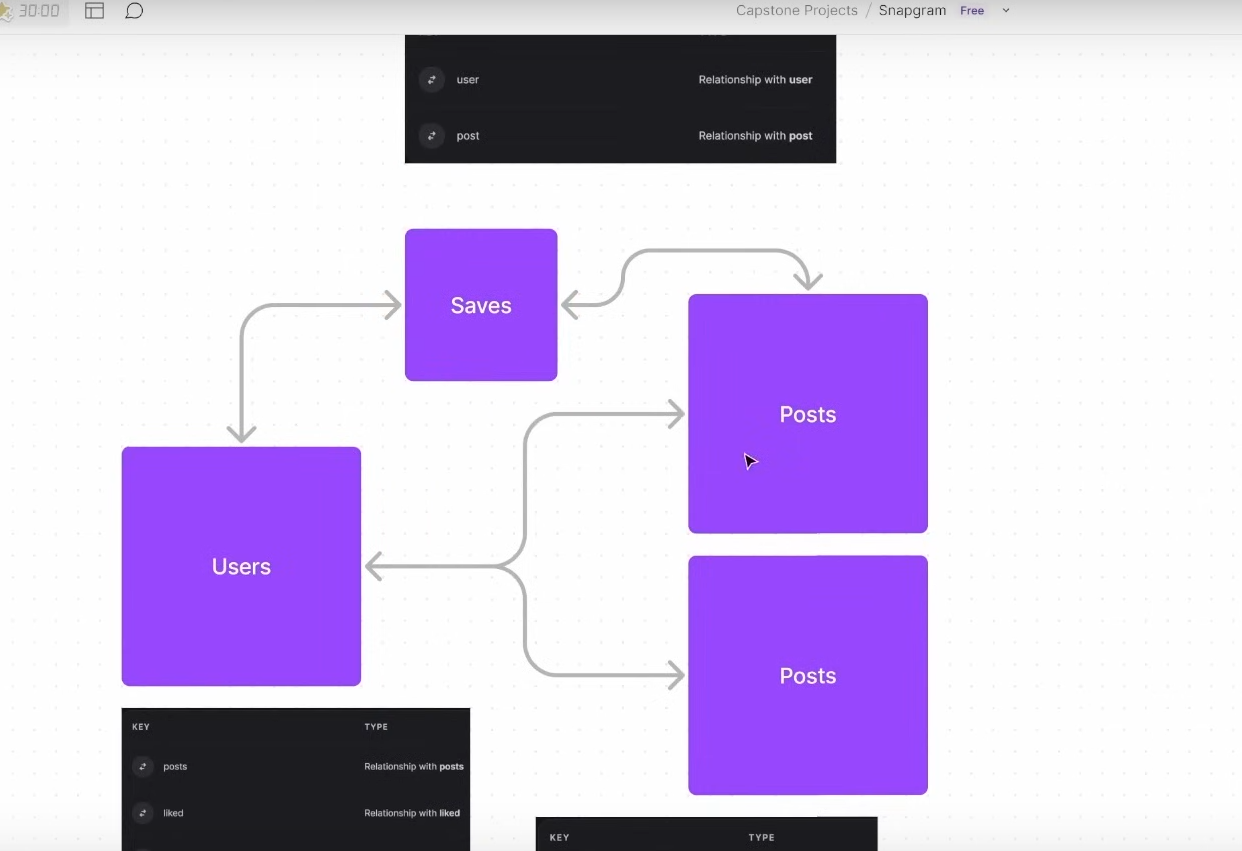 30:00
Capstone Projects / Snapgram Free
user Relationship with user
post Relationship with post
Saves
Posts
Users
Posts
KEY TYPE
posts Relationship with posts
liked Relationship with liked
KEY TYPE